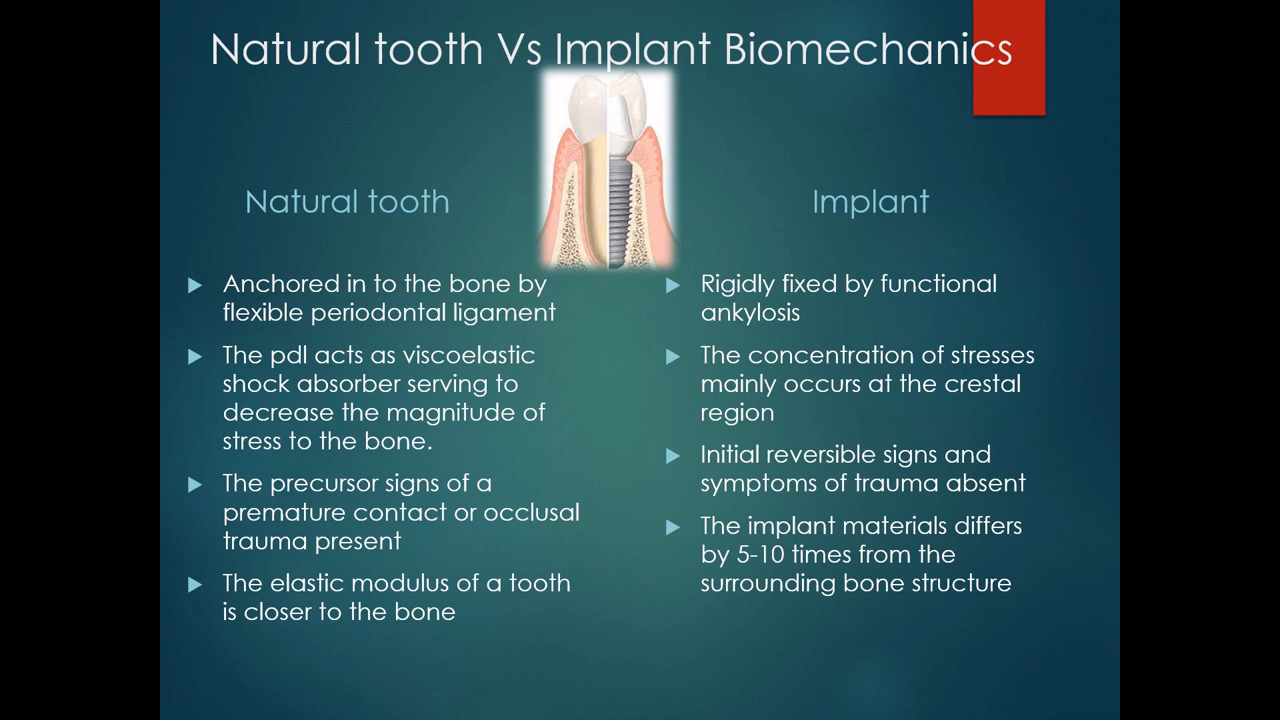 Natural tooth Vs Implant Biomechanics
Natural tooth
Anchored in to the bone by
flexible periodontal ligament
The pdl acts as viscoelastic
shock absorber serving to
decrease the magnitude of
stress to the bone.
The precursor signs of a
premature contact or occlusal
trauma present
The elastic modulus of a tooth
is closer to the bone
Implant
Rigidly fixed by functional
ankylosis
The concentration of stresses
mainly occurs at the crestal
region
Initial reversible signs and
symptoms of trauma absent
The implant materials differs
by 5-10 times from the
surrounding bone structure